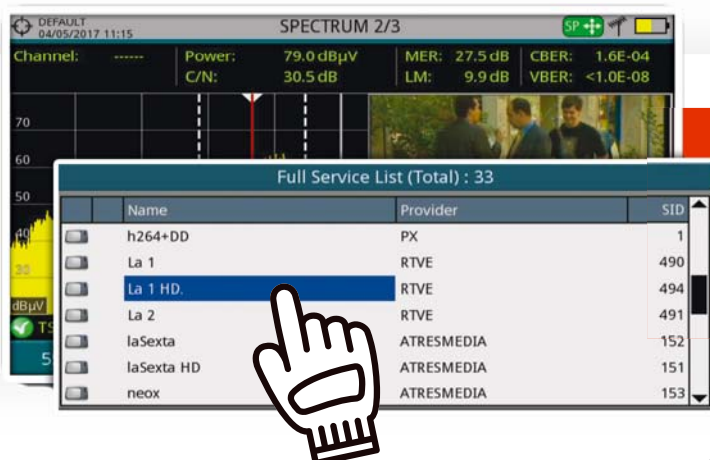 DEFAULT
04/05/2017 11:15
SPECTRUM 2/3
SP
Channel: ------ Power: 79.0 dBµV MER: 27.5 dB CBER: 1.6E-04
C/N: 30.5 dB LM: 9.9 dB VBER: <1.0E-08
70
60
50
40
30
dBµV
TS
5
Full Service List (Total) : 33
Name Provider SID
h264+DD PX 1
La 1 RTVE 490
La 1 HD. RTVE 494
La 2 RTVE 491
laSexta ATRESMEDIA 152
laSexta HD ATRESMEDIA 151
neox ATRESMEDIA 153